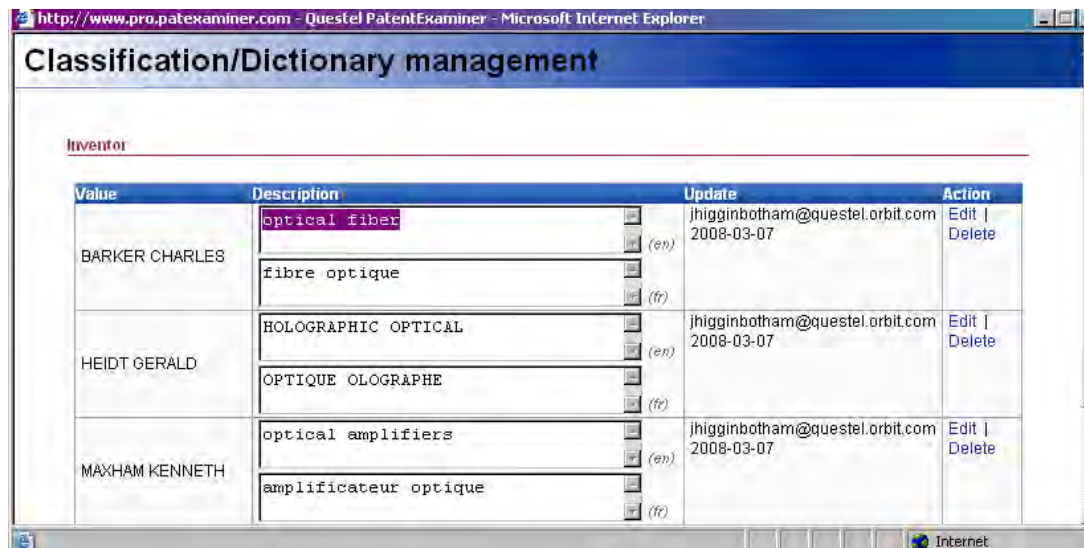 http://www.pro.patexaminer.com - Questel PatentExaminer - Microsoft Internet Explorer
Classification/Dictionary management
Inventor
Value Description Update Action
BARKER CHARLES
optical fiber
(en)
fibre optique
(fr)
jhigginbotham@questel.orbit.com
2008-03-07
Edit |
Delete
HEIDT GERALD
HOLOGRAPHIC OPTICAL
(en)
OPTIQUE OLOGRAPHE
(fr)
jhigginbotham@questel.orbit.com
2008-03-07
Edit |
Delete
MAXHAM KENNETH
optical amplifiers
(en)
amplificateur optique
(fr)
jhigginbotham@questel.orbit.com
2008-03-07
Edit |
Delete
Internet